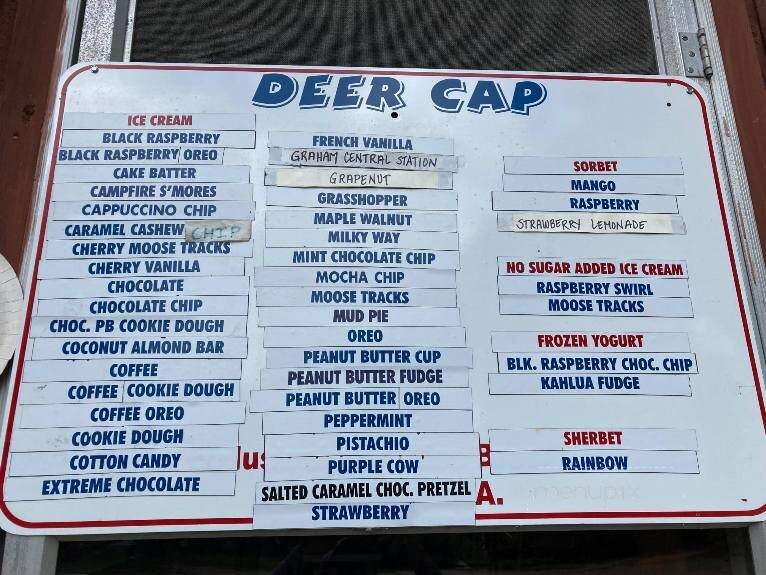 DEER CAP
ICE CREAM
BLACK RASPBERRY
BLACK RASPBERRY OREO
CAKE BATTER
CAMPFIRE S'MORES
CAPPUCCINO CHIP
CARAMEL CASHEW CHIP
CHERRY MOOSE TRACKS
CHERRY VANILLA
CHOCOLATE
CHOCOLATE CHIP
CHOC. PB COOKIE DOUGH
COCONUT ALMOND BAR
COFFEE
COFFEE COOKIE DOUGH
COFFEE OREO
COOKIE DOUGH
COTTON CANDY
EXTREME CHOCOLATE
FRENCH VANILLA
GRAHAM CENTRAL STATION
GRAPENUT
GRASSHOPPER
MAPLE WALNUT
MILKY WAY
MINT CHOCOLATE CHIP
MOCHA CHIP
MOOSE TRACKS
MUD PIE
OREO
PEANUT BUTTER CUP
PEANUT BUTTER FUDGE
PEANUT BUTTER OREO
PEPPERMINT
PISTACHIO
PURPLE COW
SALTED CARAMEL CHOC. PRETZEL
STRAWBERRY
SORBET
MANGO
RASPBERRY
STRAWBERRY LEMONADE
NO SUGAR ADDED ICE CREAM
RASPBERRY SWIRL
MOOSE TRACKS
FROZEN YOGURT
BLK. RASPBERRY CHOC. CHIP
KAHLUA FUDGE
SHERBET
RAINBOW
menupix